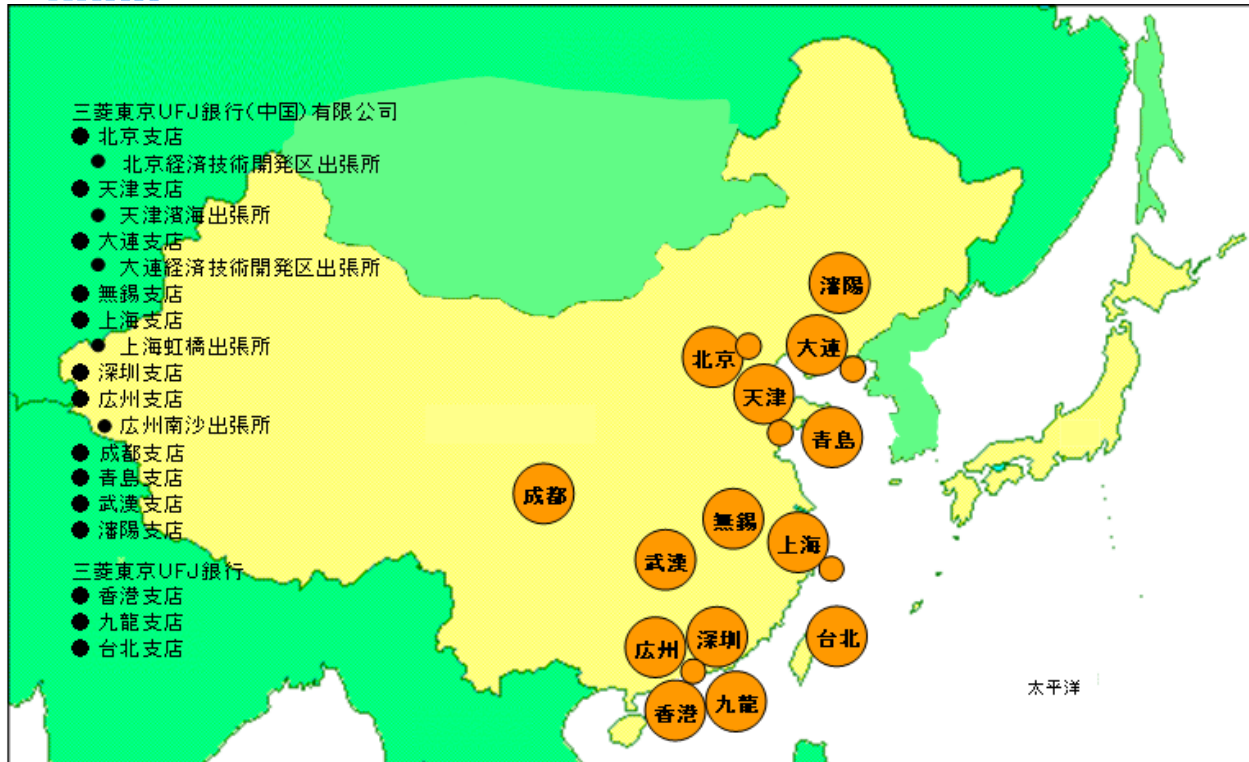 三菱東京UFJ銀行(中国)有限公司
●北京支店
●北京経済技術開発区出張所
●天津支店
●天津濱海出張所
●大連支店
●大連経済技術開発区出張所
●無錫支店
●上海支店
●上海虹橋出張所
●深圳支店
●広州支店
●広州南沙出張所
●成都支店
●青島支店
●武漢支店
●瀋陽支店
三菱東京UFJ銀行
●香港支店
●九龍支店
●台北支店
瀋陽
北京
大連
天津
青島
成都
無錫
上海
武漢
広州
深圳
台北
香港
九龍
太平洋